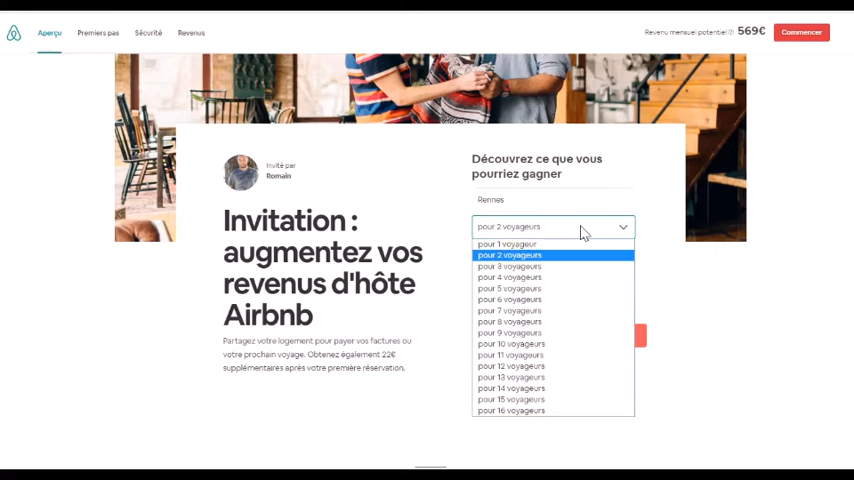 Aperçu Premiers pas Sécurité Revenus Revenu mensuel potentiel 569€ Commencer
Invité par
Romain
Invitation :
augmentez vos
revenus d'hôte
Airbnb
Partagez votre logement pour payer vos factures ou
votre prochain voyage. Obtenez également 22€
supplémentaires après votre première réservation.
Découvrez ce que vous
pourriez gagner
Rennes
pour 2 voyageurs
pour 1 voyageur
pour 2 voyageurs
pour 3 voyageurs
pour 4 voyageurs
pour 5 voyageurs
pour 6 voyageurs
pour 7 voyageurs
pour 8 voyageurs
pour 9 voyageurs
pour 10 voyageurs
pour 11 voyageurs
pour 12 voyageurs
pour 13 voyageurs
pour 14 voyageurs
pour 15 voyageurs
pour 16 voyageurs